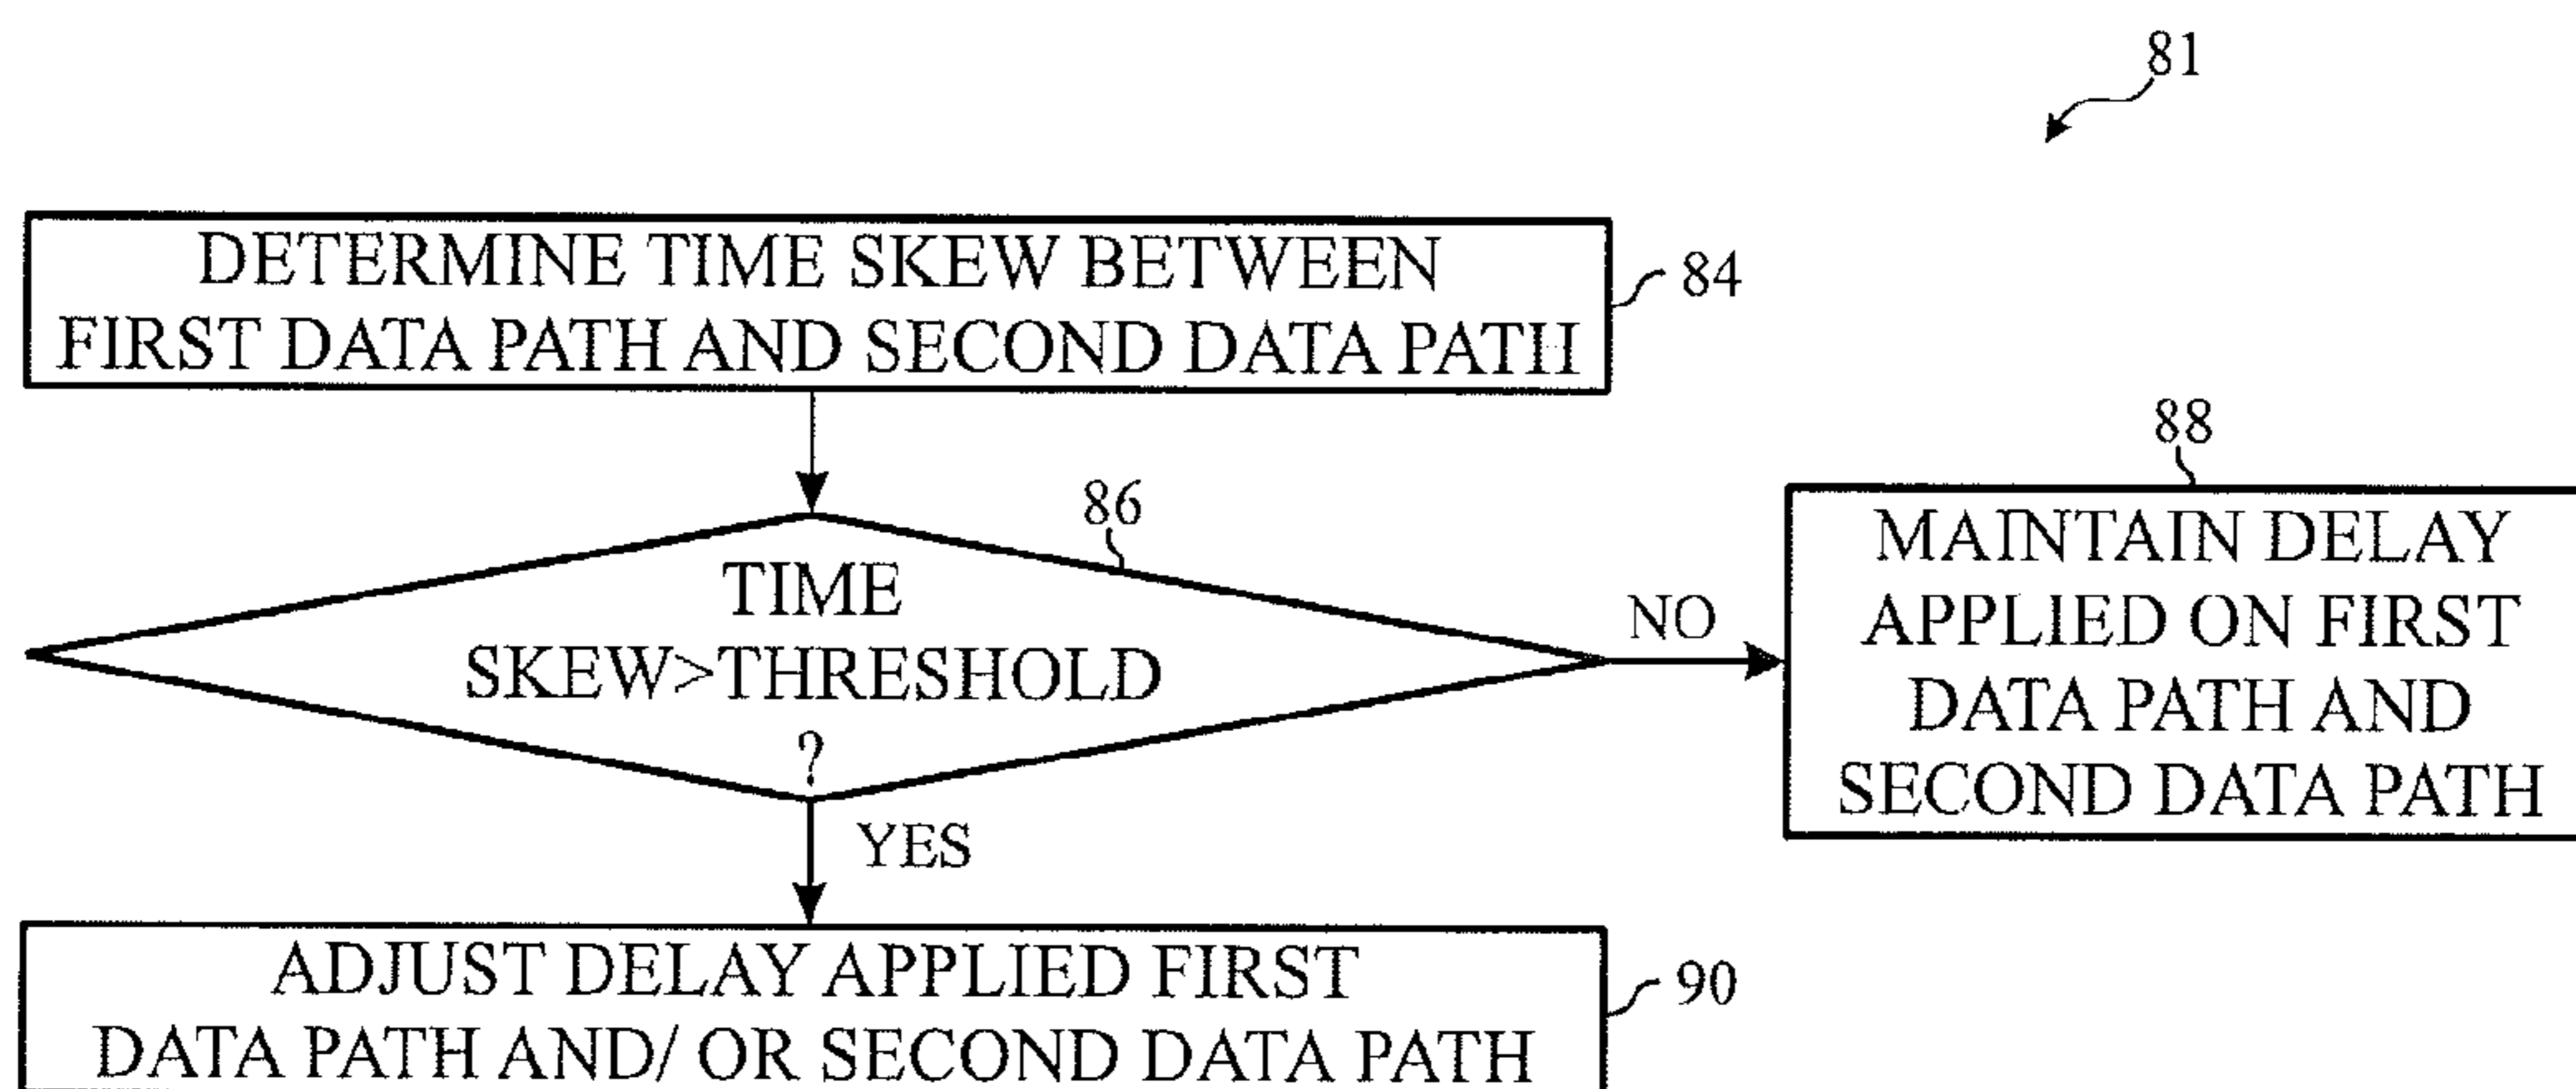 81
DETERMINE TIME SKEW BETWEEN
FIRST DATA PATH AND SECOND DATA PATH
84
86
TIME
SKEW>THRESHOLD
?
NO
88
MAINTAIN DELAY
APPLIED ON FIRST
DATA PATH AND
SECOND DATA PATH
YES
ADJUST DELAY APPLIED FIRST
DATA PATH AND/ OR SECOND DATA PATH
90